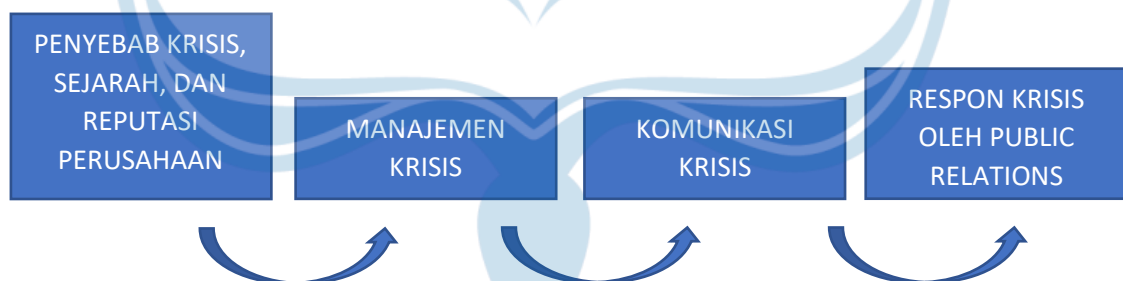 PENYEBAB KRISIS,
SEJARAH, DAN
REPUTASI
PERUSAHAAN
MANAJEMEN
KRISIS
KOMUNIKASI
KRISIS
RESPON KRISIS
OLEH PUBLIC
RELATIONS